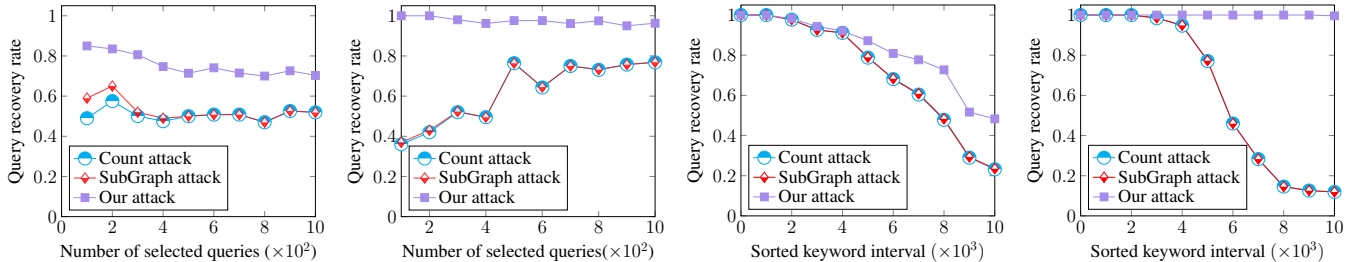 Query recovery rate
1
0.8
0.6
0.4
0.2
0
Count attack
SubGraph attack
Our attack
2 4 6 8 10
Number of selected queries (×10²)
Query recovery rate
1
0.8
0.6
0.4
0.2
0
Count attack
SubGraph attack
Our attack
2 4 6 8 10
Number of selected queries(×10²)
Query recovery rate
1
0.8
0.6
0.4
0.2
0
Count attack
SubGraph attack
Our attack
0 2 4 6 8 10
Sorted keyword interval (×10³)
Query recovery rate
1
0.8
0.6
0.4
0.2
0
Count attack
SubGraph attack
Our attack
0 2 4 6 8 10
Sorted keyword interval (×10³)